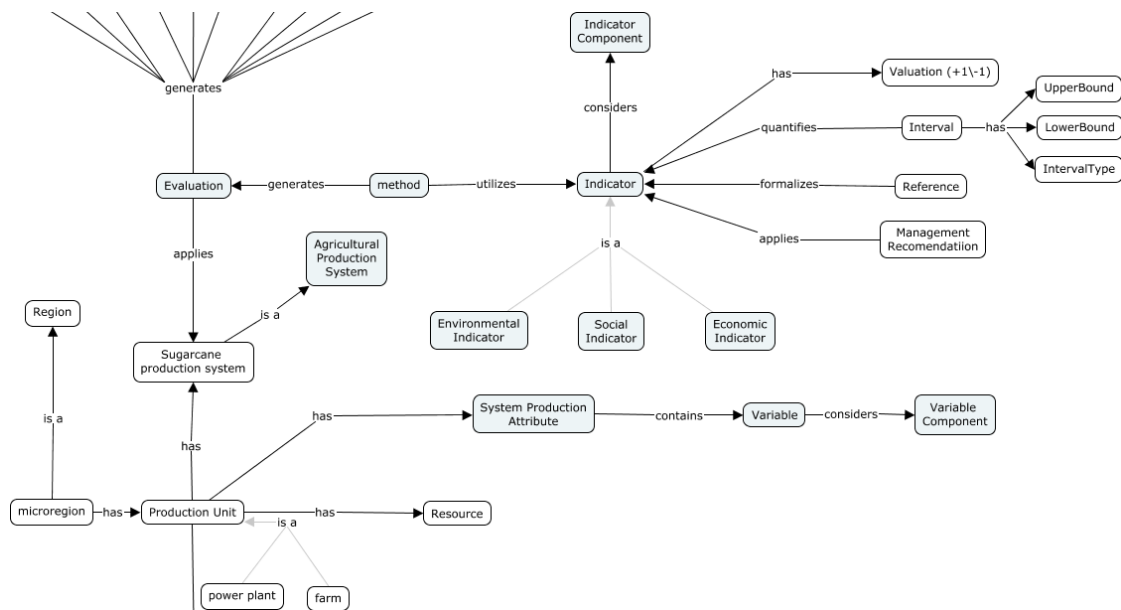 Indicator
Component
generates
has
Valuation (+1\-1)
UpperBound
considers
quantifies
Interval
has
LowerBound
IntervalType
Evaluation
generates
method
utilizes
Indicator
formalizes
Reference
applies
Management
Recomendatiion
applies
Agricultural
Production
System
is a
is a
Region
Environmental
Indicator
Social
Indicator
Economic
Indicator
Sugarcane
production system
is a
has
has
System Production
Attribute
contains
Variable
considers
Variable
Component
microregion
has
Production Unit
has
Resource
is a
power plant
farm